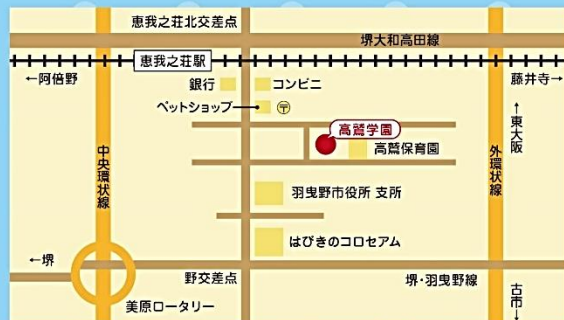 恵我之荘北交差点
堺大和高田線
恵我之荘駅
←阿倍野
藤井寺→
銀行
コンビニ
ペットショップ
〒
↑東大阪
高鷲学園
高鷲保育園
中央環状線
外環状線
羽曳野市役所 支所
はびきのコロセアム
←堺
野交差点
堺・羽曳野線
美原ロータリー
古市↓